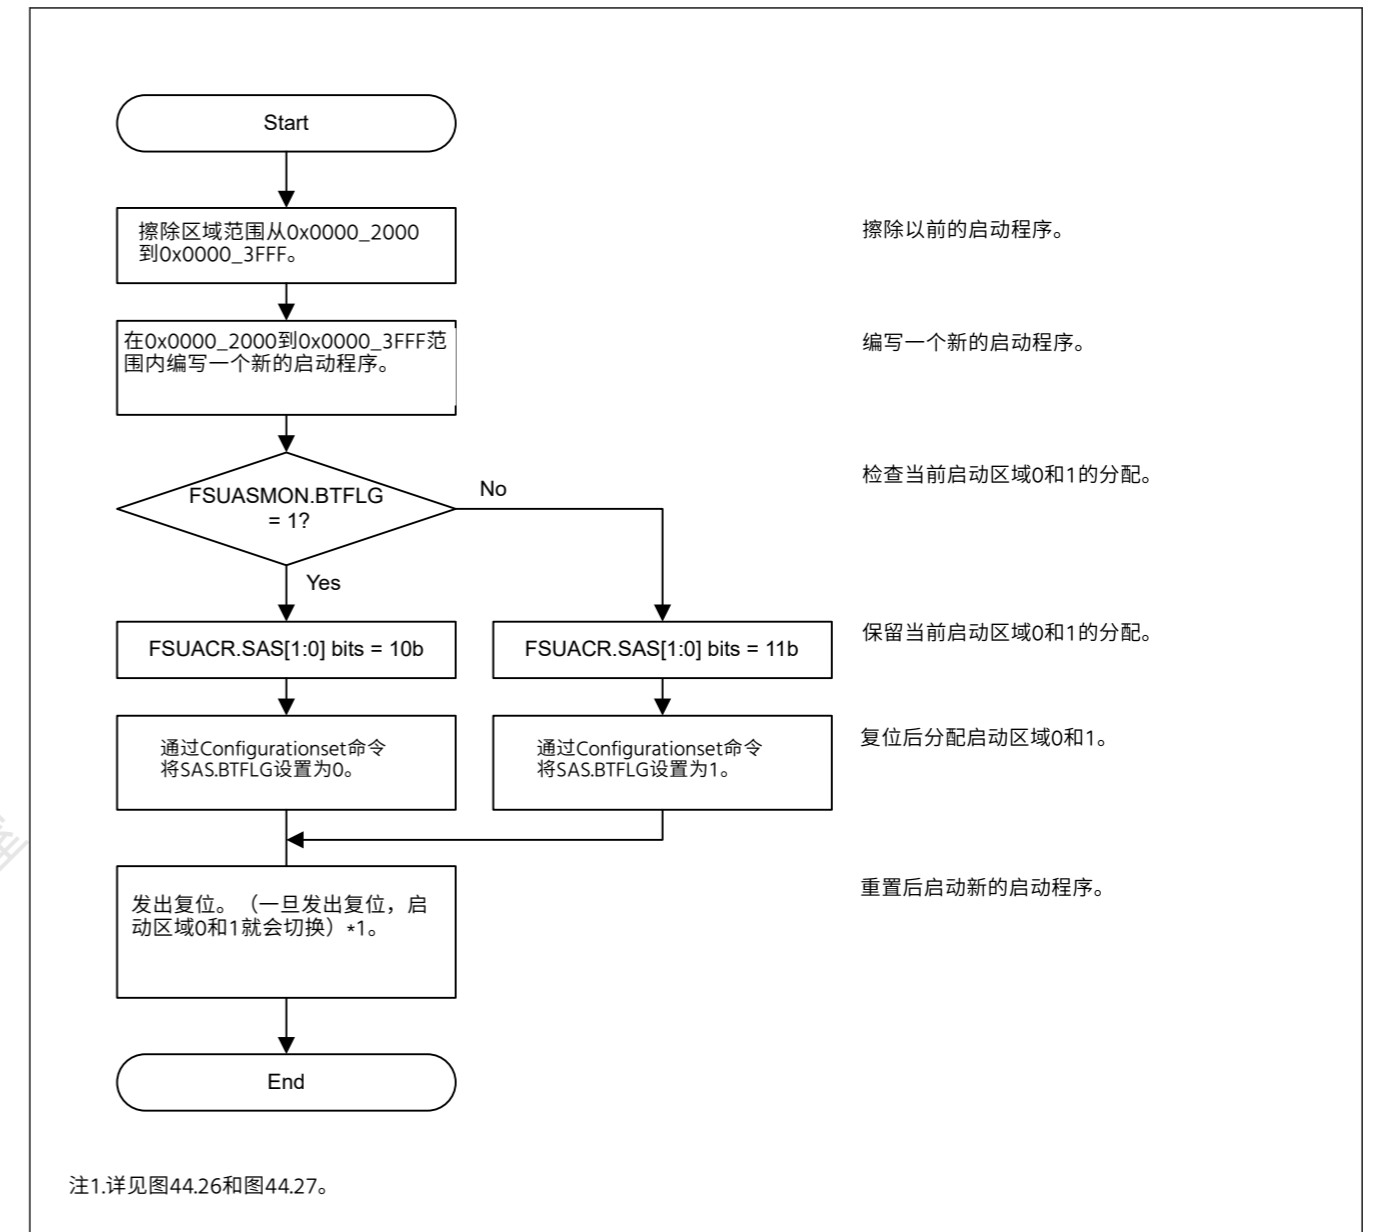 Start
擦除区域范围从0x0000_2000
到0x0000_3FFF。
擦除以前的启动程序。
在0x0000_2000到0x0000_3FFF范
围内编写一个新的启动程序。
编写一个新的启动程序。
FSUASMON.BTFLG
= 1?
No
检查当前启动区域0和1的分配。
Yes
FSUACR.SAS[1:0] bits = 10b
FSUACR.SAS[1:0] bits = 11b
保留当前启动区域0和1的分配。
通过Configurationset命令
将SAS.BTFLG设置为0。
通过Configurationset命令
将SAS.BTFLG设置为1。
复位后分配启动区域0和1。
发出复位。（一旦发出复位，启
动区域0和1就会切换）*1。
重置后启动新的启动程序。
End
注1.详见图44.26和图44.27。